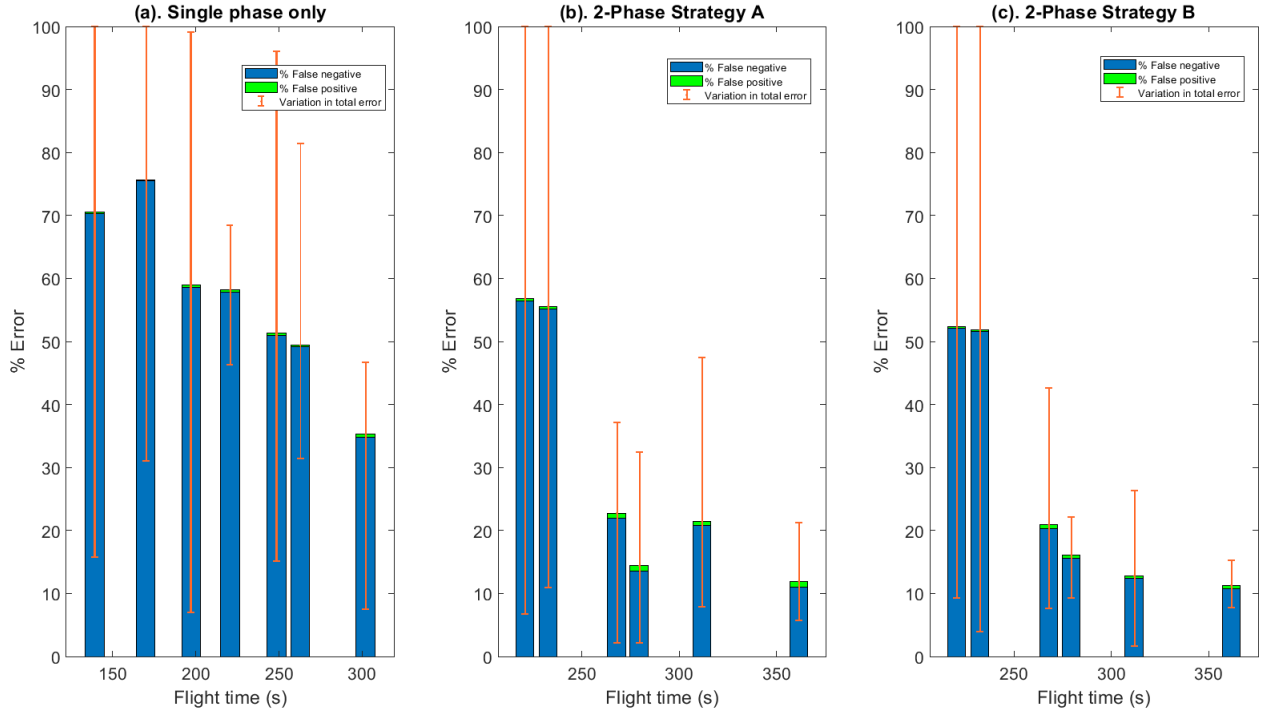 (a). Single phase only
100
90
80
70
60
50
40
30
20
10
0
% Error
150
200
250
300
Flight time (s)
% False negative
% False positive
Variation in total error
(b). 2-Phase Strategy A
100
90
80
70
60
50
40
30
20
10
0
% Error
250
300
350
Flight time (s)
% False negative
% False positive
Variation in total error
(c). 2-Phase Strategy B
100
90
80
70
60
50
40
30
20
10
0
% Error
250
300
350
Flight time (s)
% False negative
% False positive
Variation in total error